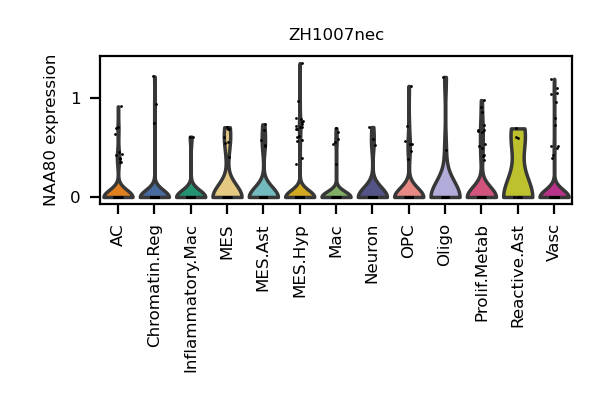 ZH1007nec
NAA80 expression
1
0
AC
Chromatin.Reg
Inflammatory.Mac
MES
MES.Ast
MES.Hyp
Mac
Neuron
OPC
Oligo
Prolif.Metab
Reactive.Ast
Vasc